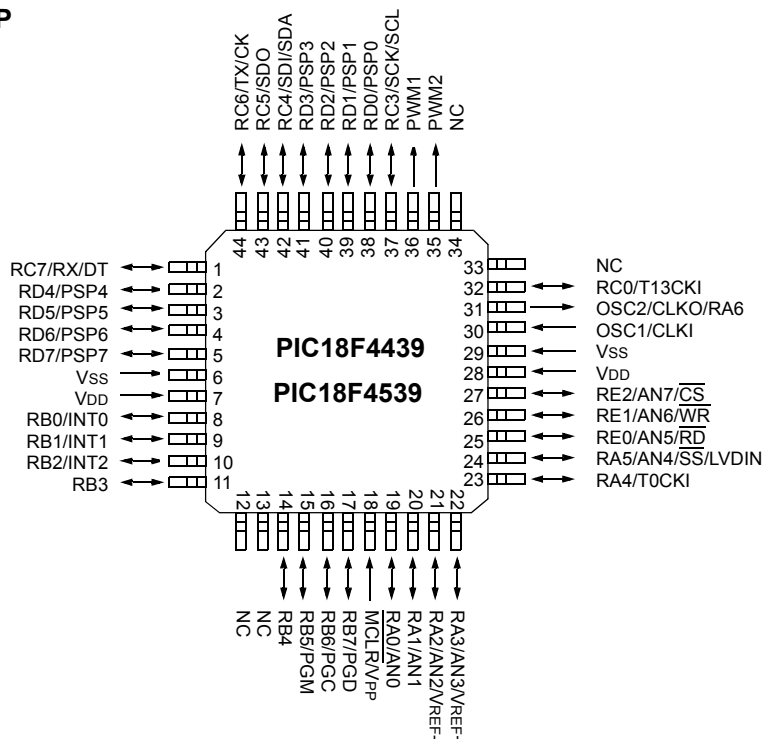 P
RC6/TX/CK
RC5/SDO
RC4/SDI/SDA
RD3/PSP3
RD2/PSP2
RD1/PSP1
RD0/PSP0
RC3/SCK/SCL
PWM1
PWM2
NC
44
43
42
41
40
39
38
37
36
35
34
RC7/RX/DT 1
RD4/PSP4 2
RD5/PSP5 3
RD6/PSP6 4
RD7/PSP7 5
VSS 6
VDD 7
RB0/INT0 8
RB1/INT1 9
RB2/INT2 10
RB3 11
PIC18F4439
PIC18F4539
33 NC
32 RC0/T13CKI
31 OSC2/CLKO/RA6
30 OSC1/CLKI
29 VSS
28 VDD
27 RE2/AN7/CS
26 RE1/AN6/WR
25 RE0/AN5/RD
24 RA5/AN4/SS/LVDIN
23 RA4/T0CKI
12
13
14
15
16
17
18
19
20
21
22
NC
NC
RB4
RB5/PGM
RB6/PGC
RB7/PGD
MCLR/VPP
RA0/AN0
RA1/AN1
RA2/AN2/VREF-
RA3/AN3/VREF-